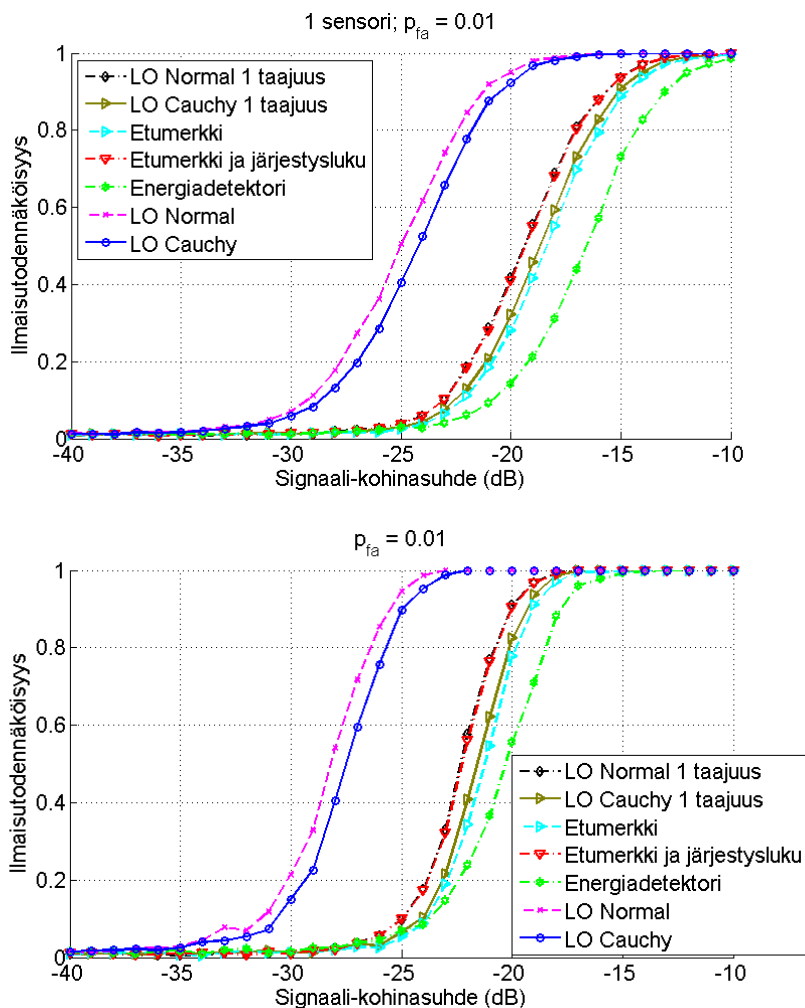 1 sensori; p_fa = 0.01
1
0.8
0.6
0.4
0.2
0
Ilmaisutodennäköisyys
LO Normal 1 taajuus
LO Cauchy 1 taajuus
Etumerkki
Etumerkki ja järjestysluku
Energiadetektori
LO Normal
LO Cauchy
-40 -35 -30 -25 -20 -15 -10
Signaali-kohinasuhde (dB)
p_fa = 0.01
1
0.8
0.6
0.4
0.2
0
Ilmaisutodennäköisyys
LO Normal 1 taajuus
LO Cauchy 1 taajuus
Etumerkki
Etumerkki ja järjestysluku
Energiadetektori
LO Normal
LO Cauchy
-40 -35 -30 -25 -20 -15 -10
Signaali-kohinasuhde (dB)